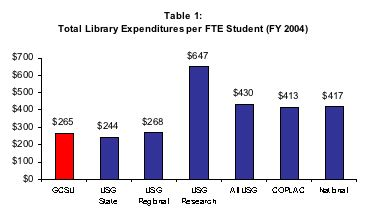 Table 1:
Total Library Expenditures per FTE Student (FY 2004)
$700
$600
$500
$400
$300
$200
$100
$0
$265
$244
$268
$647
$430
$413
$417
GCSU
USG State
USG Regional
USG Research
All USG
COPLAC
National